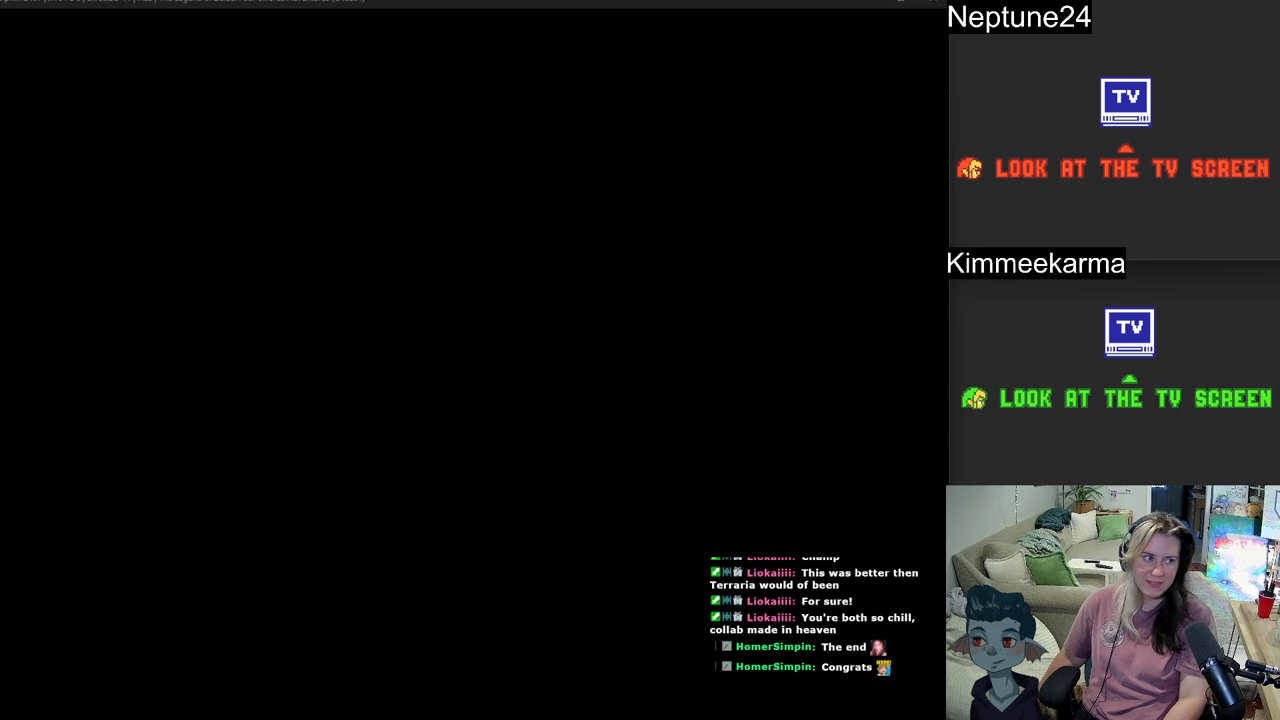 Neptune24
TV
LOOK AT THE TV SCREEN
Kimmeekarma
TV
LOOK AT THE TV SCREEN
Liokaiiii: Champ
Liokaiiii: This was better then
Terraria would of been
Liokaiiii: For sure!
Liokaiiii: You're both so chill,
collab made in heaven
HomerSimpin: The end
HomerSimpin: Congrats